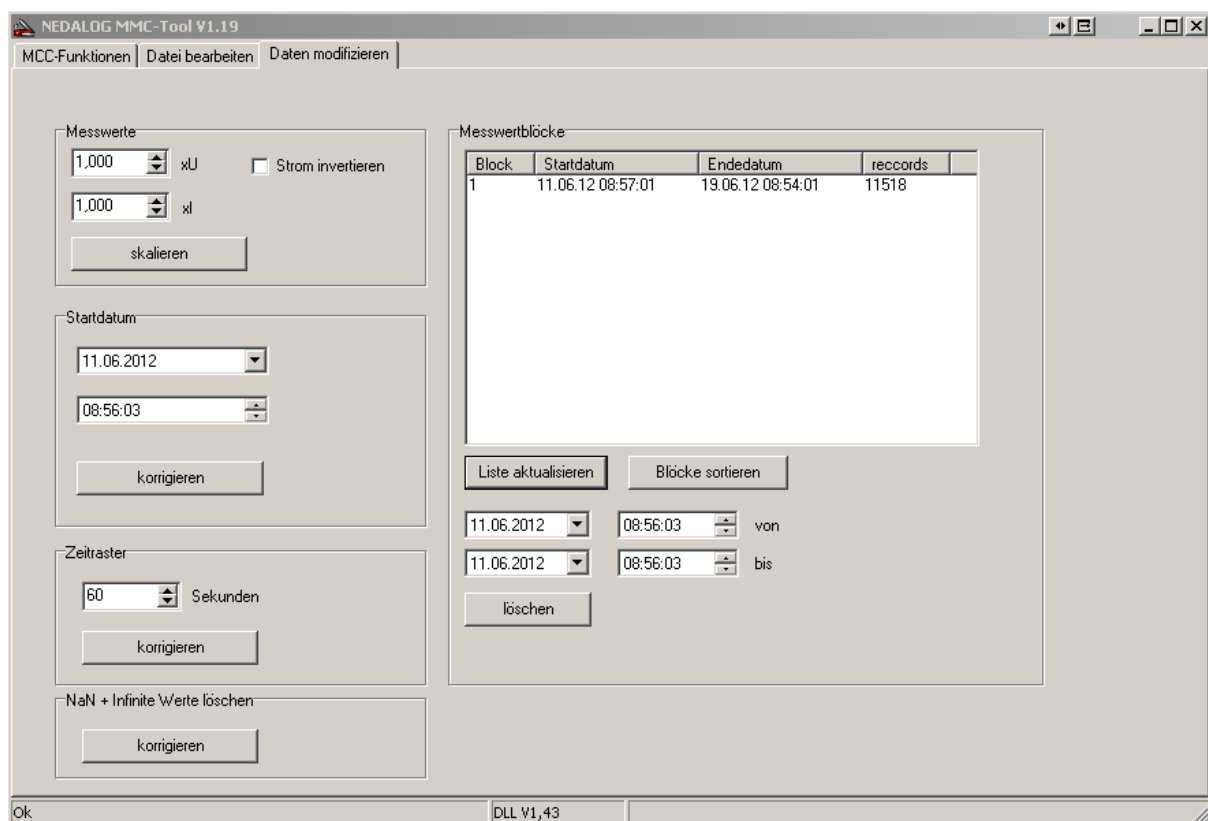 NEDALOG MMC-Tool V1.19
MCC-Funktionen Datei bearbeiten Daten modifizieren
Messwerte
1,000 xU Strom invertieren
1,000 xI
skalieren
Startdatum
11.06.2012
08:56:03
korrigieren
Zeitraster
60 Sekunden
korrigieren
NaN + Infinite Werte löschen
korrigieren
Messwertblöcke
Block Startdatum Endedatum reccords
1 11.06.12 08:57:01 19.06.12 08:54:01 11518
Liste aktualisieren Blöcke sortieren
11.06.2012 08:56:03 von
11.06.2012 08:56:03 bis
löschen
Ok DLL V1,43